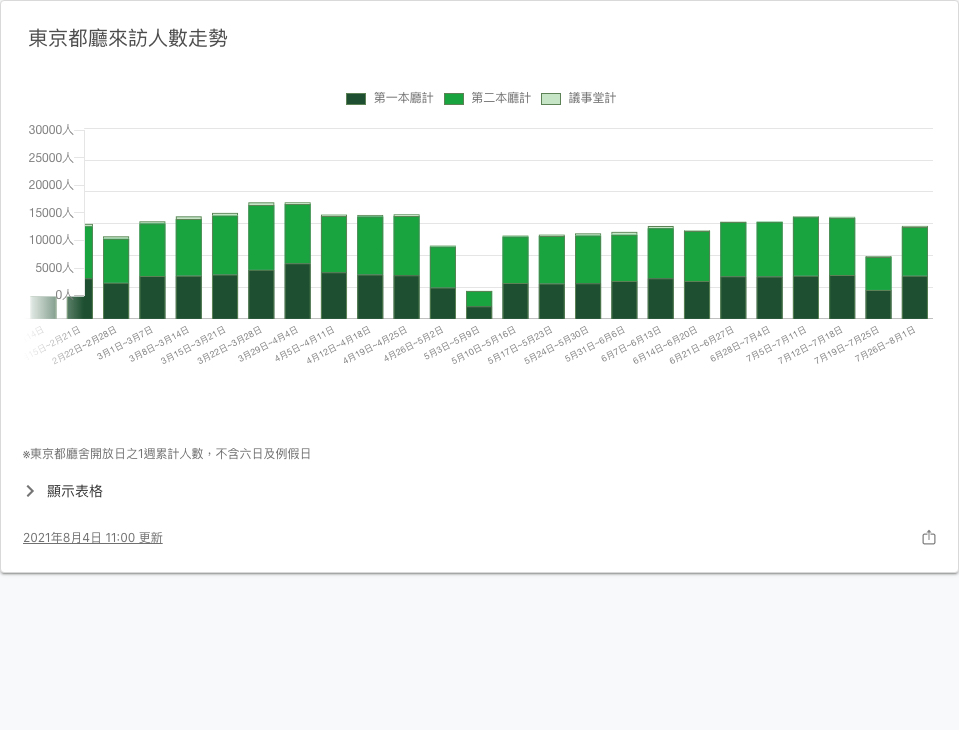 東京都廳來訪人數走勢
第一本廳計 第二本廳計 議事堂計
30000人
25000人
20000人
15000人
10000人
5000人
0人
2月22日~2月28日
3月1日~3月7日
3月8日~3月14日
3月15日~3月21日
3月22日~3月28日
3月29日~4月4日
4月5日~4月11日
4月12日~4月18日
4月19日~4月25日
4月26日~5月2日
5月3日~5月9日
5月10日~5月16日
5月17日~5月23日
5月24日~5月30日
5月31日~6月6日
6月7日~6月13日
6月14日~6月20日
6月21日~6月27日
6月28日~7月4日
7月5日~7月11日
7月12日~7月18日
7月19日~7月25日
7月26日~8月1日
※東京都廳舍開放日之1週累計人數，不含六日及例假日
顯示表格
2021年8月4日 11:00 更新